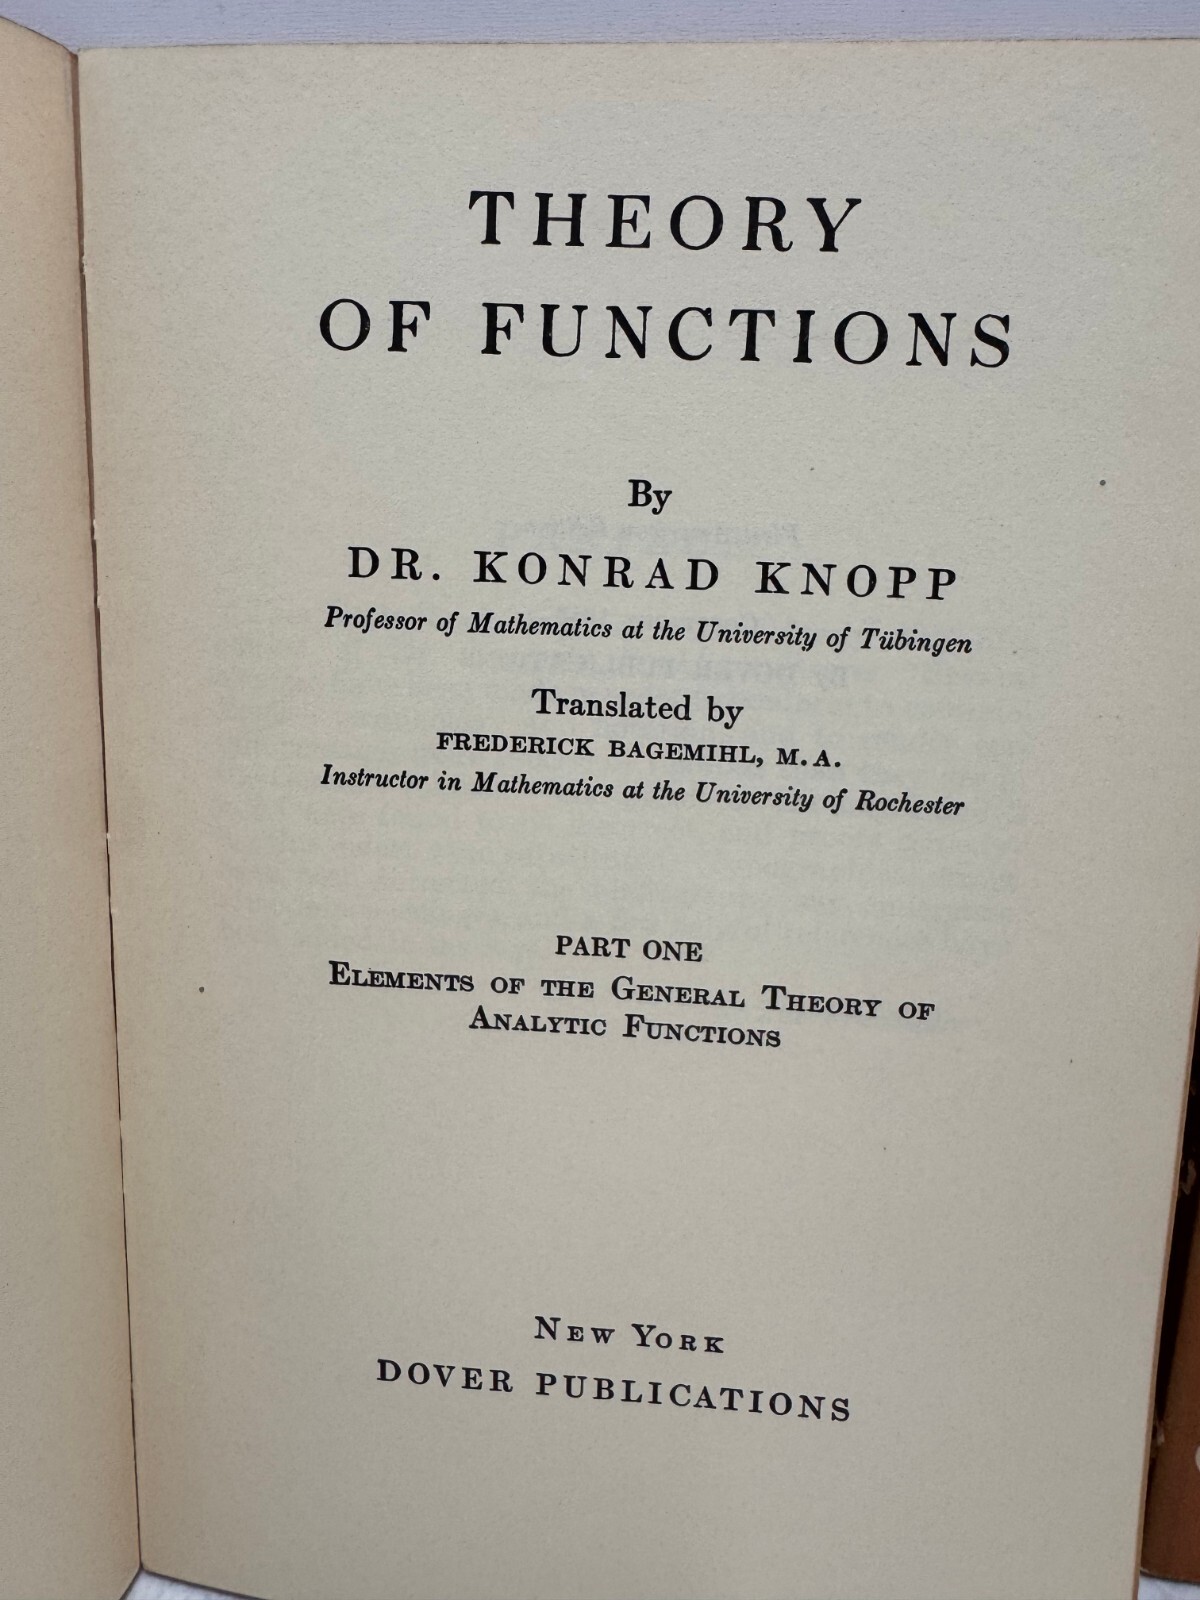 THEORY
OF FUNCTIONS
By
DR. KONRAD KNOPP
Professor of Mathematics at the University of Tübingen
Translated by
FREDERICK BAGEMIHL, M.A.
Instructor in Mathematics at the University of Rochester
PART ONE
ELEMENTS OF THE GENERAL THEORY OF
ANALYTIC FUNCTIONS
NEW YORK
DOVER PUBLICATIONS